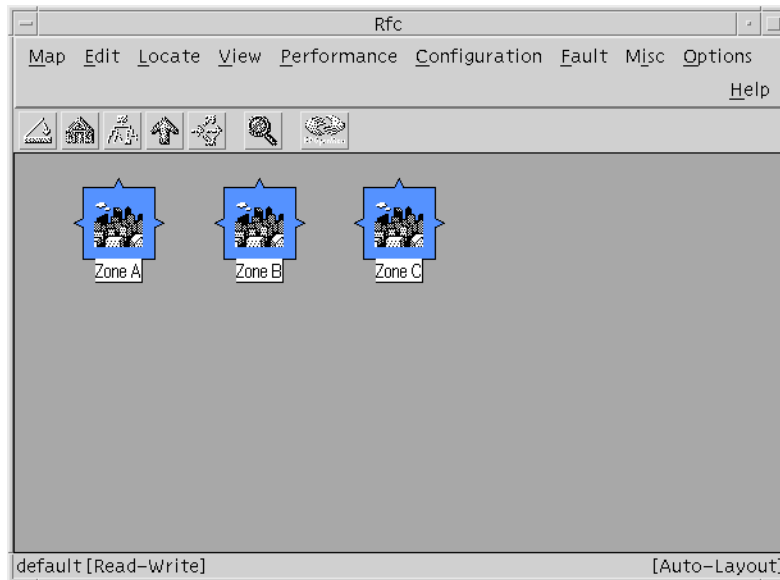 Rfc
Map Edit Locate View Performance Configuration Fault Misc Options
Help
Zone A Zone B Zone C
default [Read-Write] [Auto-Layout]